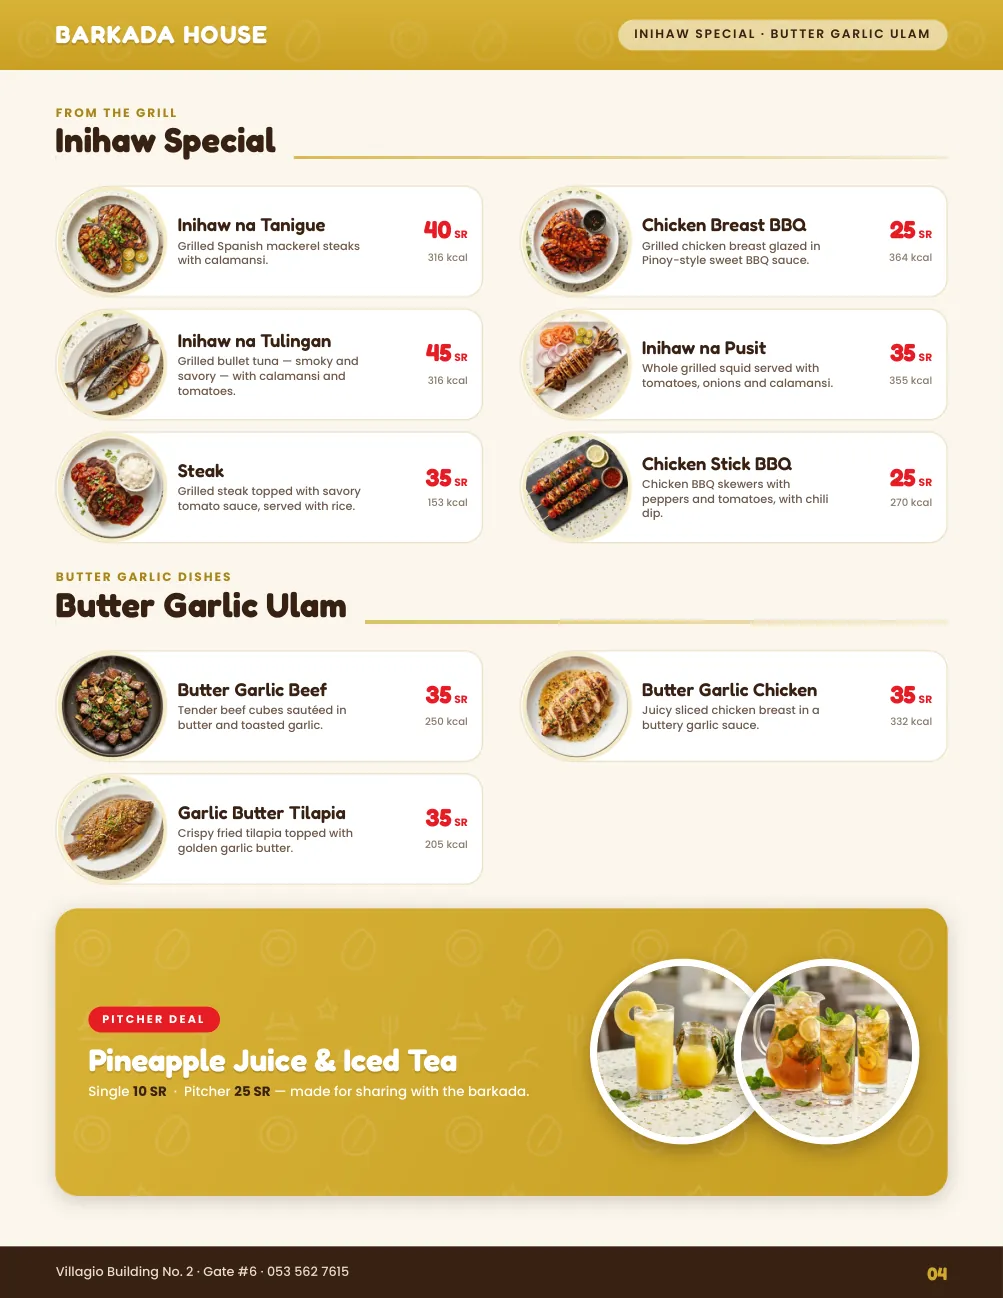 BARKADA HOUSE
INIHAW SPECIAL · BUTTER GARLIC ULAM
FROM THE GRILL
Inihaw Special
Inihaw na Tanigue
Grilled Spanish mackerel steaks
with calamansi.
40 SR
316 kcal
Chicken Breast BBQ
Grilled chicken breast glazed in
Pinoy-style sweet BBQ sauce.
25 SR
364 kcal
Inihaw na Tulingan
Grilled bullet tuna — smoky and
savory — with calamansi and
tomatoes.
45 SR
316 kcal
Inihaw na Pusit
Whole grilled squid served with
tomatoes, onions and calamansi.
35 SR
355 kcal
Steak
Grilled steak topped with savory
tomato sauce, served with rice.
35 SR
153 kcal
Chicken Stick BBQ
Chicken BBQ skewers with
peppers and tomatoes, with chili
dip.
25 SR
270 kcal
BUTTER GARLIC DISHES
Butter Garlic Ulam
Butter Garlic Beef
Tender beef cubes sautéed in
butter and toasted garlic.
35 SR
250 kcal
Butter Garlic Chicken
Juicy sliced chicken breast in a
buttery garlic sauce.
35 SR
332 kcal
Garlic Butter Tilapia
Crispy fried tilapia topped with
golden garlic butter.
35 SR
205 kcal
PITCHER DEAL
Pineapple Juice & Iced Tea
Single 10 SR · Pitcher 25 SR — made for sharing with the barkada.
Villagio Building No. 2 · Gate #6 · 053 562 7615
04